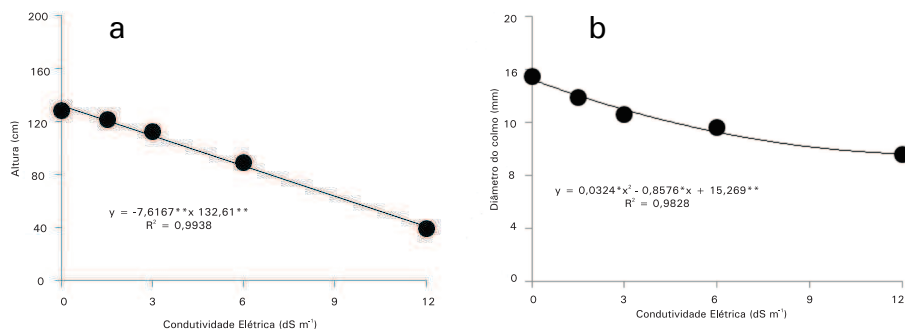 a
200
160
120
80
40
0
Altura (cm)
y = -7,6167**x 132,61**
R² = 0,9938
0 3 6 9 12
Condutividade Elétrica (dS m⁻¹)
b
20
16
10
8
4
0
Diâmetro do colmo (mm)
y = 0,0324*x² - 0,8576*x + 15,269**
R² = 0,9828
0 3 6 9 12
Condutividade Elétrica (dS m⁻¹)